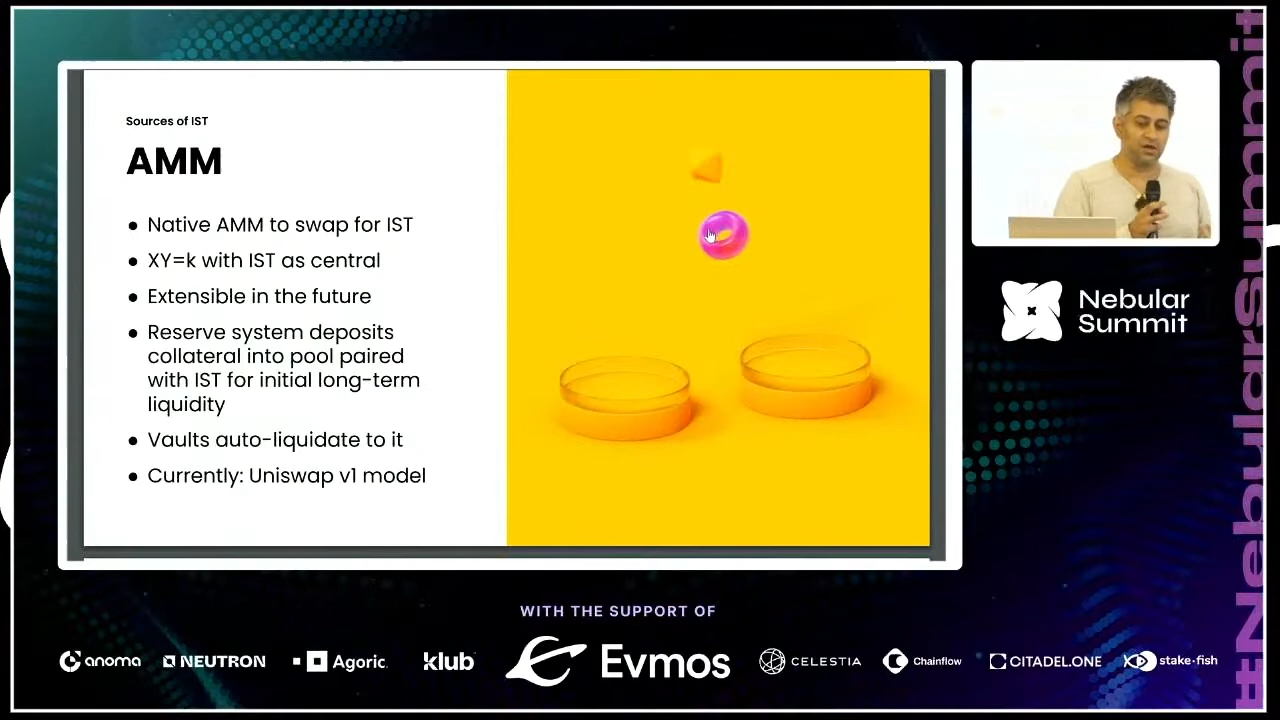 Sources of IST
AMM
● Native AMM to swap for IST
● XY=k with IST as central
● Extensible in the future
● Reserve system deposits
collateral into pool paired
with IST for initial long-term
liquidity
● Vaults auto-liquidate to it
● Currently: Uniswap v1 model
Nebular
Summit
#NebularSummit
WITH THE SUPPORT OF
anoma
NEUTRON
Agoric
klub
Evmos
CELESTIA
Chainflow
CITADEL.ONE
stake·fish